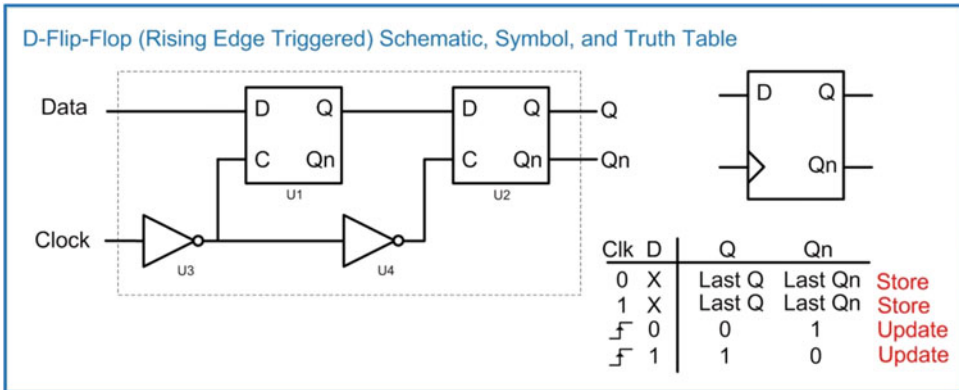 D-Flip-Flop (Rising Edge Triggered) Schematic, Symbol, and Truth Table
Data
D Q
C Qn
U1
D Q
C Qn
U2
Q
Qn
Clock
U3
U4
D Q
Qn
Clk D Q Qn
0 X Last Q Last Qn Store
1 X Last Q Last Qn Store
0 0 1 Update
1 1 0 Update